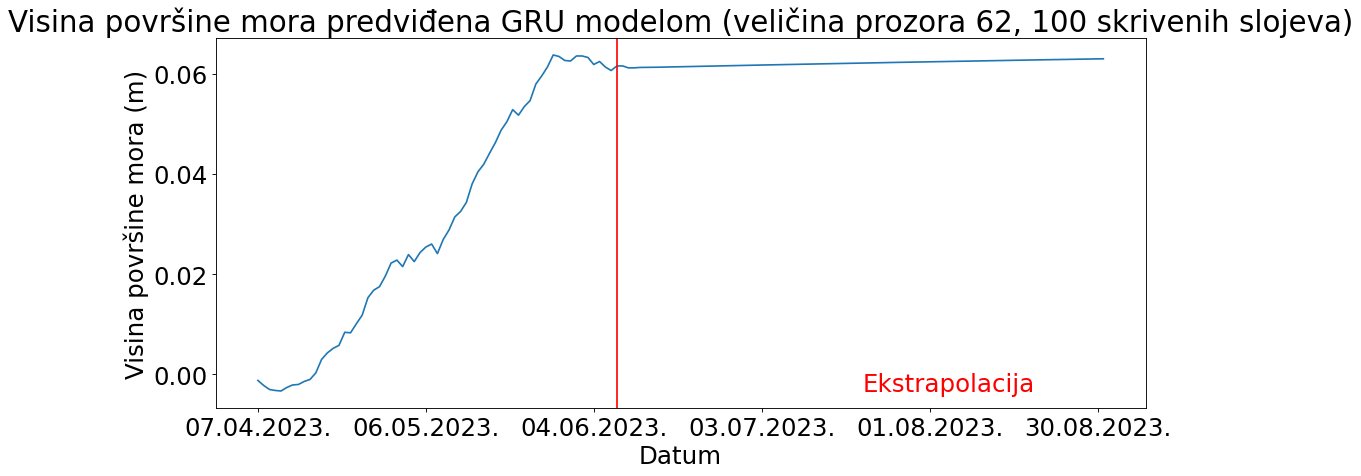 Visina površine mora predviđena GRU modelom (veličina prozora 62, 100 skrivenih slojeva)
Visina površine mora (m)
0.06
0.04
0.02
0.00
Ekstrapolacija
07.04.2023. 06.05.2023. 04.06.2023. 03.07.2023. 01.08.2023. 30.08.2023.
Datum